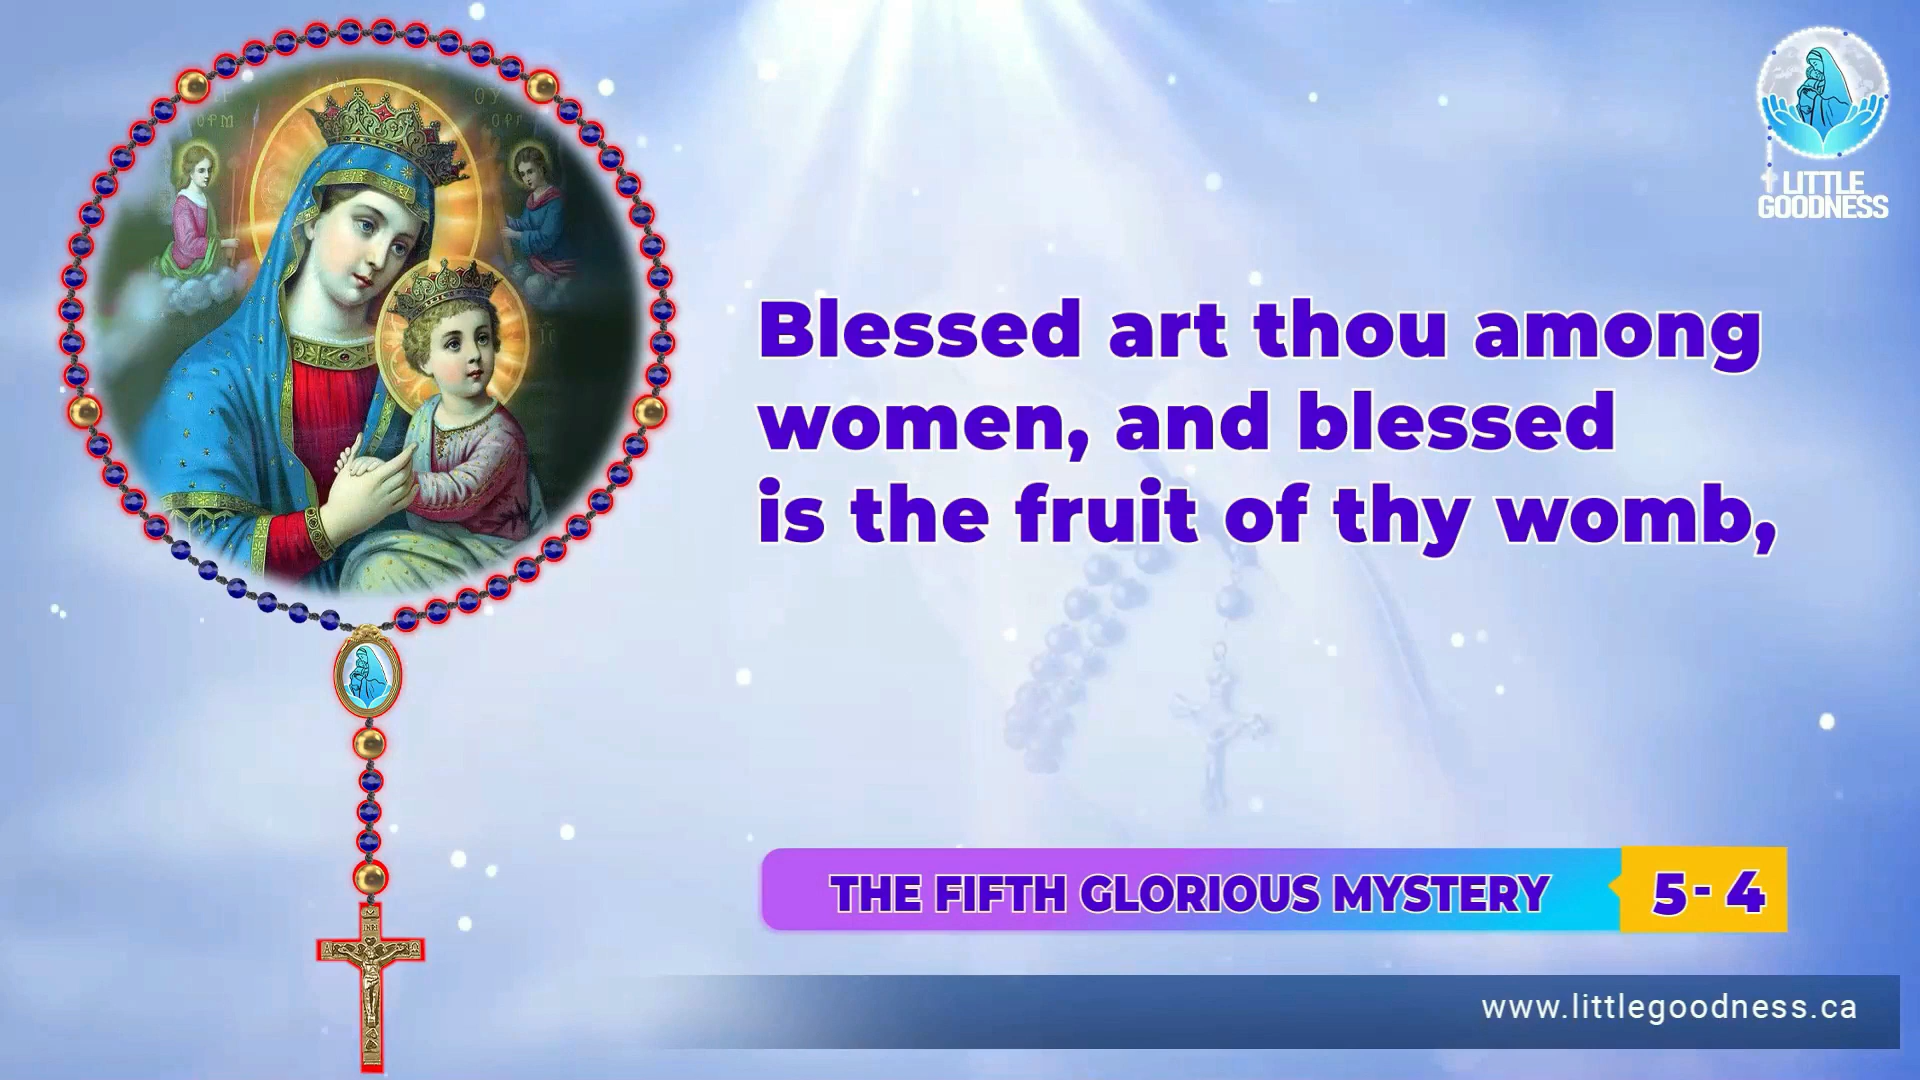 LITTLE
GOODNESS
Blessed art thou among
women, and blessed
is the fruit of thy womb,
THE FIFTH GLORIOUS MYSTERY
5 - 4
www.littlegoodness.ca
INRI